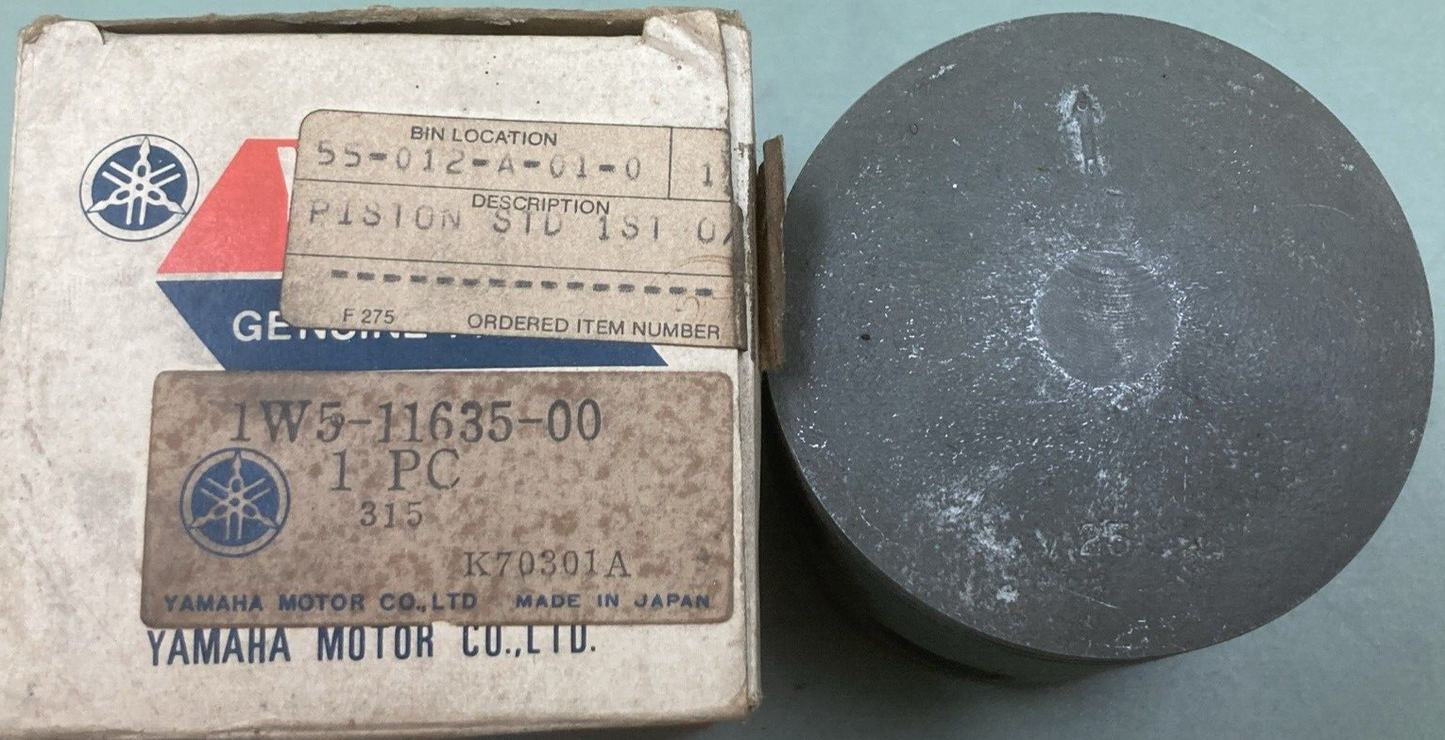 BIN LOCATION
55-012-A-01-0 1
DESCRIPTION
PISTON STD 1ST
F 275 ORDERED ITEM NUMBER
GENUINE
1W5-11635-00
1 PC
315
K70301A
YAMAHA MOTOR CO.,LTD MADE IN JAPAN
YAMAHA MOTOR CO.,LTD.
25